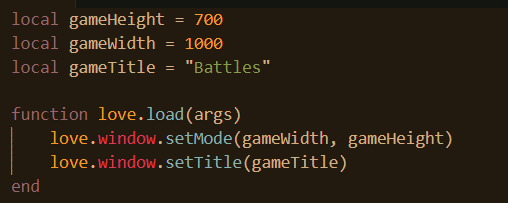 local gameHeight = 700
local gameWidth = 1000
local gameTitle = "Battles"

function love.load(args)
    love.window.setMode(gameWidth, gameHeight)
    love.window.setTitle(gameTitle)
end